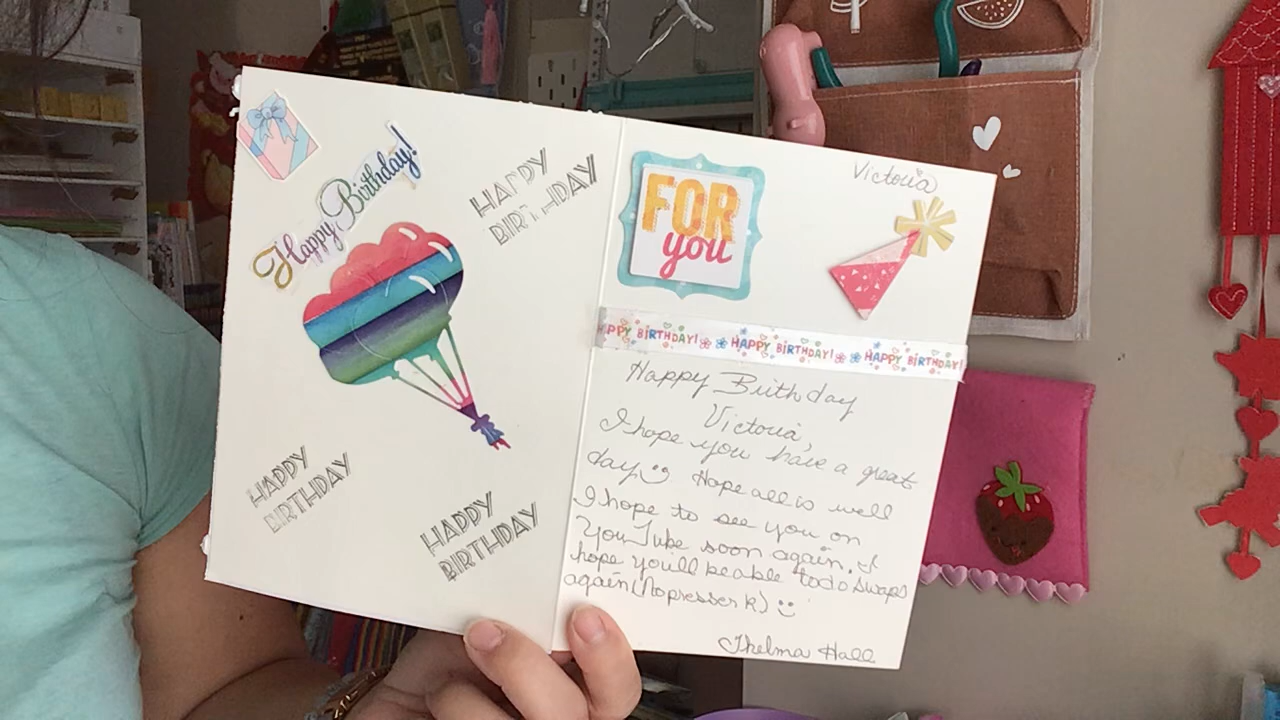 Happy Birthday!
HAPPY
BIRTHDAY
HAPPY
BIRTHDAY
HAPPY
BIRTHDAY
FOR
you
Victoria
APPY BIRTHDAY! HAPPY BIRTHDAY! HAPPY BIRTHDAY!
Happy Birthday
Victoria,
I hope you have a great
day Hope all is well
I hope to see you on
YouTube soon again. I
hope you'll be able to do swaps
again (No presser k)
Thelma Hall